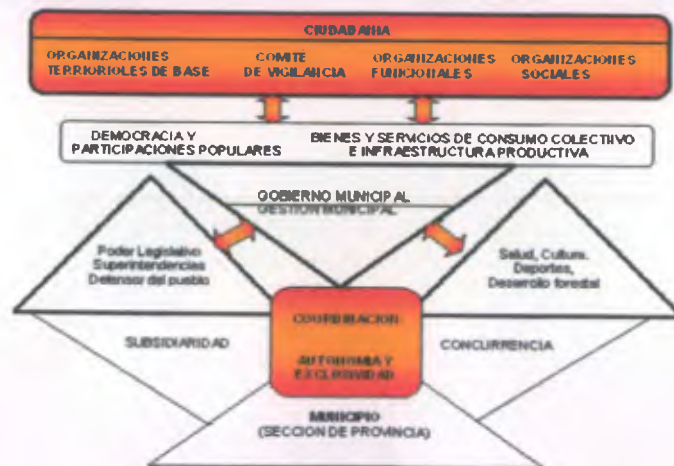 CIUDADANIA
ORGANIZACIONES
TERRIORIOLES DE BASE
COMITÉ
DE VIGILANCIA
ORGANIZACIONES
FUNCIONALES
ORGANIZACIONES
SOCIALES
DEMOCRACIA Y
PARTICIPACIONES POPULARES
BIENES Y SERVICIOS DE CONSUMO COLECTIIVO
E INFRAESTRUCTURA PRODUCTIVA
GOBIERNO MUNICIPAL
GESTION MUNICIPAL
Poder Legislativo
Superintendencias
Defensor del pueblo
Salud, Cultura.
Deportes,
Desarrollo forestal
SUBSIDIARIDAD
COORDINACION
AUTONOMIA Y
EXCLUSIVIDAD
CONCURRENCIA
MUNICIPIO
(SECCION DE PROVINCIA)